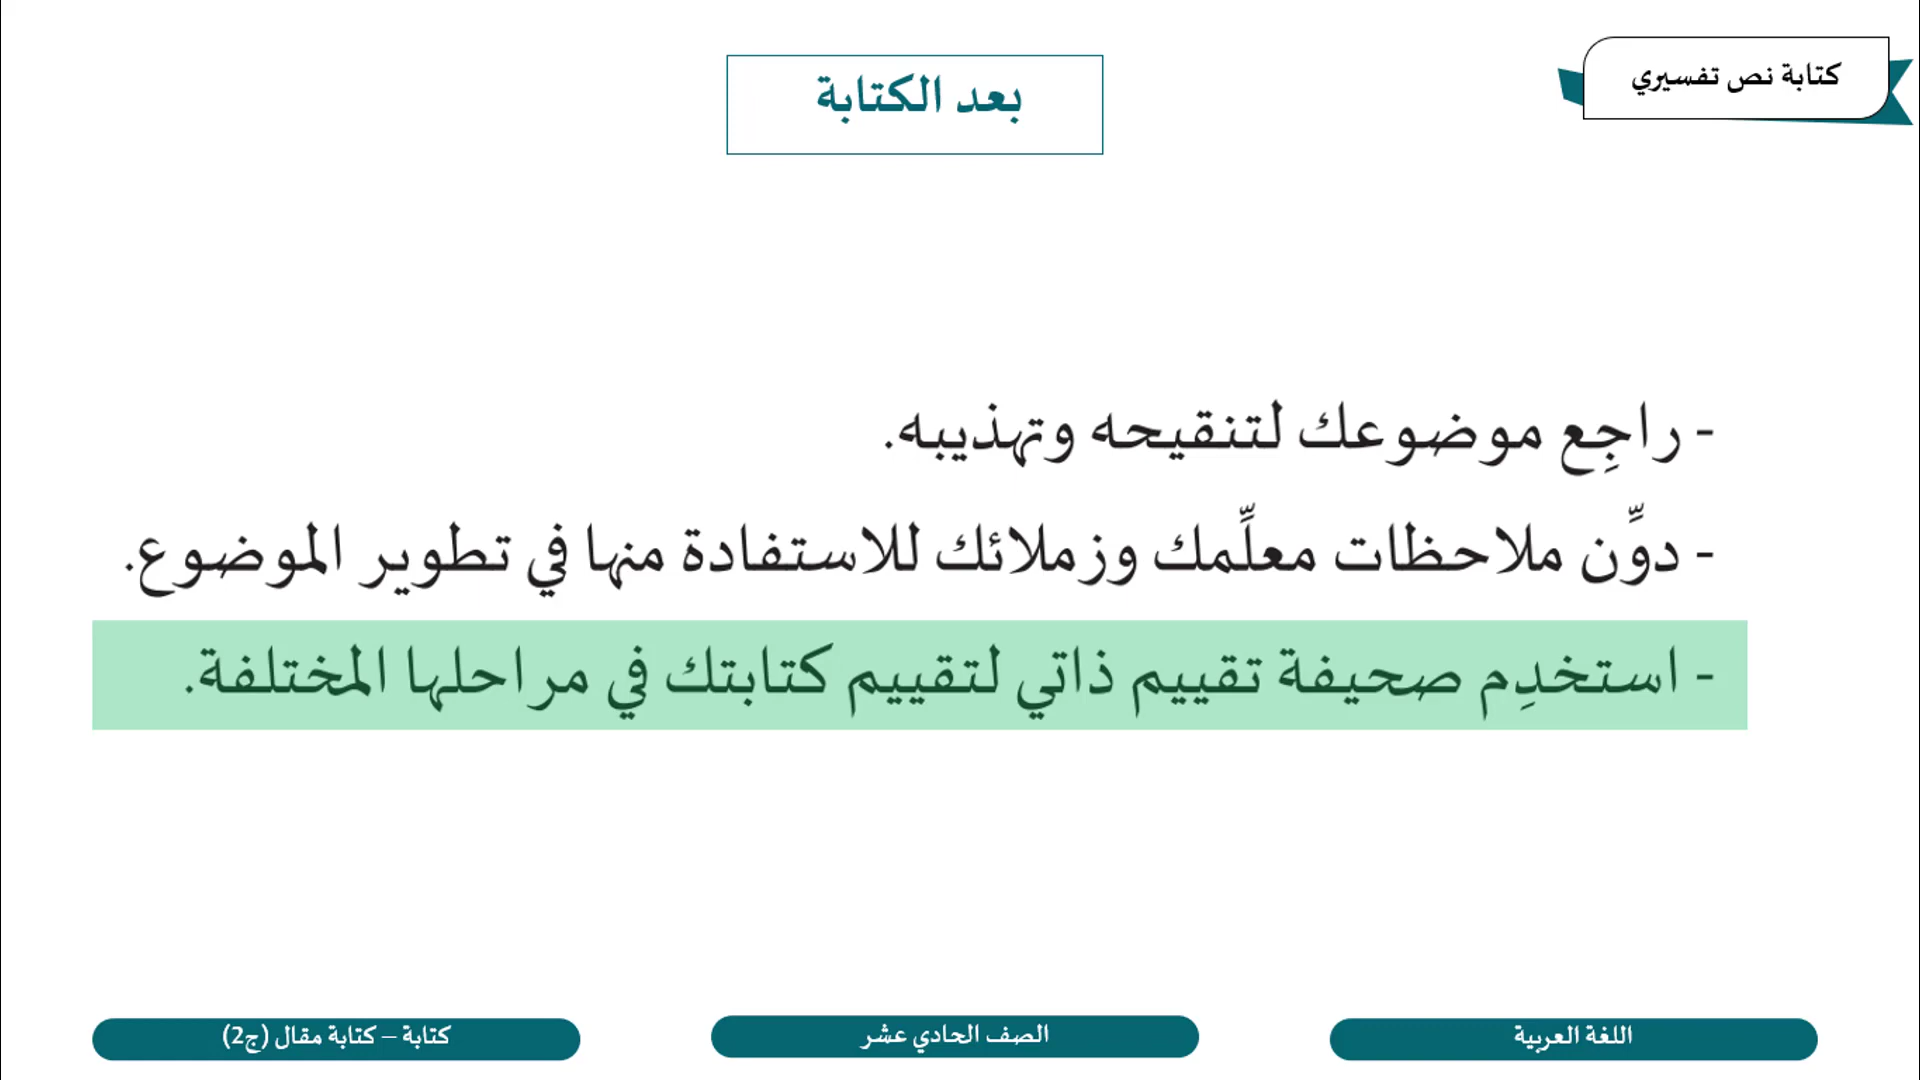 كتابة نص تفسيري
بعد الكتابة
- راجِع موضوعك لتنقيحه وتهذيبه.
- دوِّن ملاحظات معلِّمك وزملائك للاستفادة منها في تطوير الموضوع.
- استخدِم صحيفة تقييم ذاتي لتقييم كتابتك في مراحلها المختلفة.
اللغة العربية
الصف الحادي عشر
كتابة – كتابة مقال (ج2)